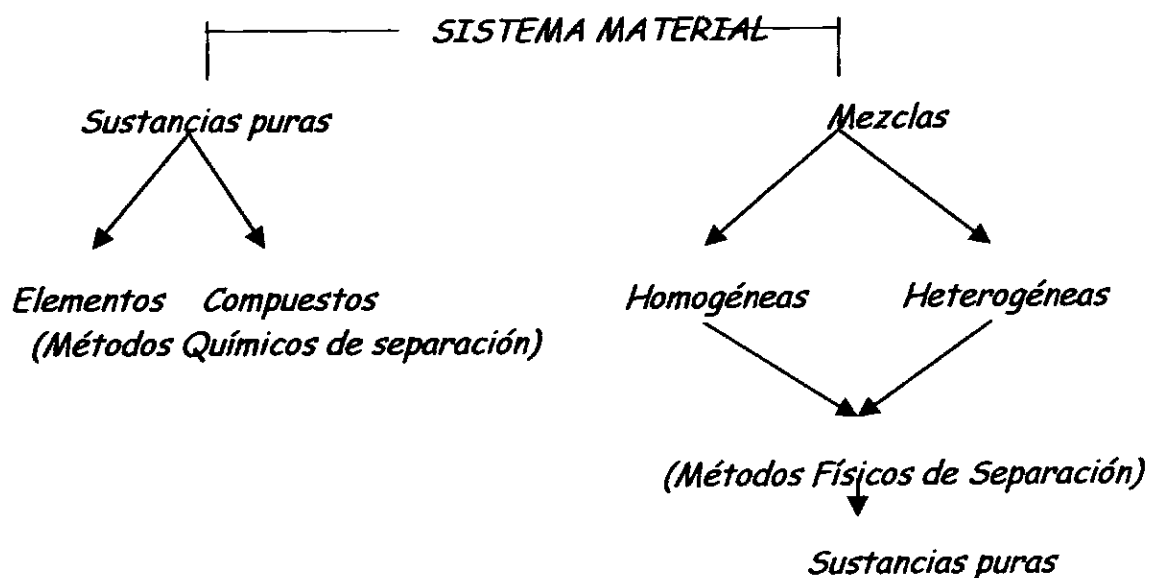 SISTEMA MATERIAL
Sustancias puras
Mezclas
Elementos Compuestos
(Métodos Químicos de separación)
Homogéneas
Heterogéneas
(Métodos Físicos de Separación)
Sustancias puras